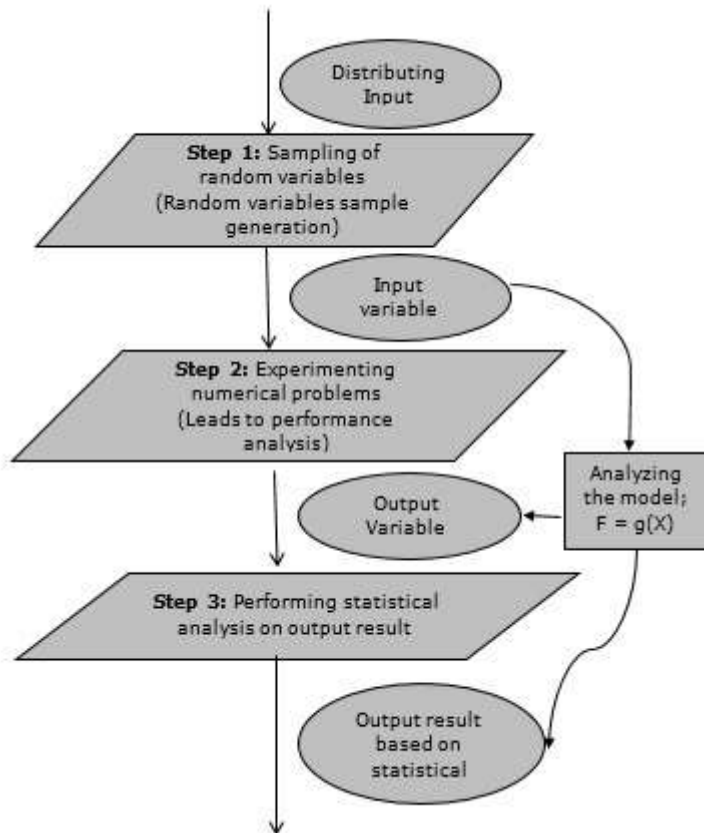 Distributing
Input
Step 1: Sampling of
random variables
(Random variables sample
generation)
Input
variable
Step 2: Experimenting
numerical problems
(Leads to performance
analysis)
Analyzing
the model;
F = g(X)
Output
Variable
Step 3: Performing statistical
analysis on output result
Output result
based on
statistical